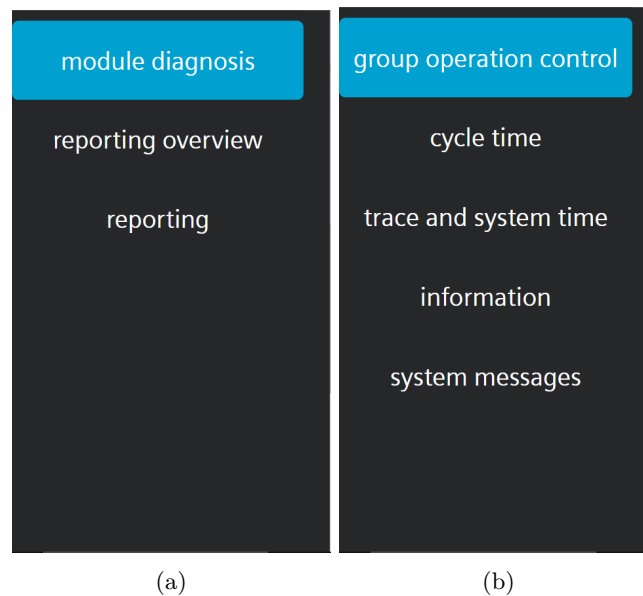 module diagnosis
reporting overview
reporting
(a)
group operation control
cycle time
trace and system time
information
system messages
(b)